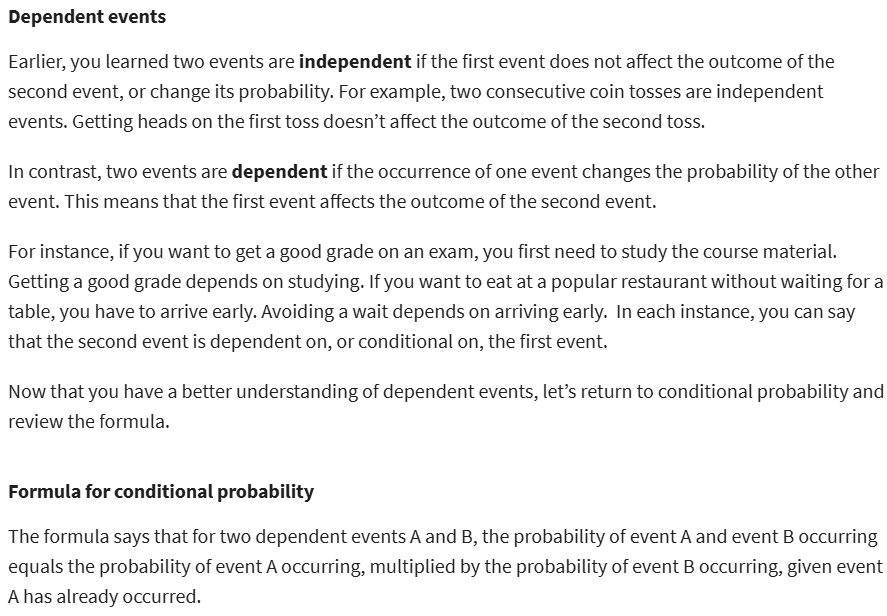 Dependent events
Earlier, you learned two events are independent if the first event does not affect the outcome of the
second event, or change its probability. For example, two consecutive coin tosses are independent
events. Getting heads on the first toss doesn’t affect the outcome of the second toss.
In contrast, two events are dependent if the occurrence of one event changes the probability of the other
event. This means that the first event affects the outcome of the second event.
For instance, if you want to get a good grade on an exam, you first need to study the course material.
Getting a good grade depends on studying. If you want to eat at a popular restaurant without waiting for a
table, you have to arrive early. Avoiding a wait depends on arriving early.  In each instance, you can say
that the second event is dependent on, or conditional on, the first event.
Now that you have a better understanding of dependent events, let’s return to conditional probability and
review the formula.
Formula for conditional probability
The formula says that for two dependent events A and B, the probability of event A and event B occurring
equals the probability of event A occurring, multiplied by the probability of event B occurring, given event
A has already occurred.